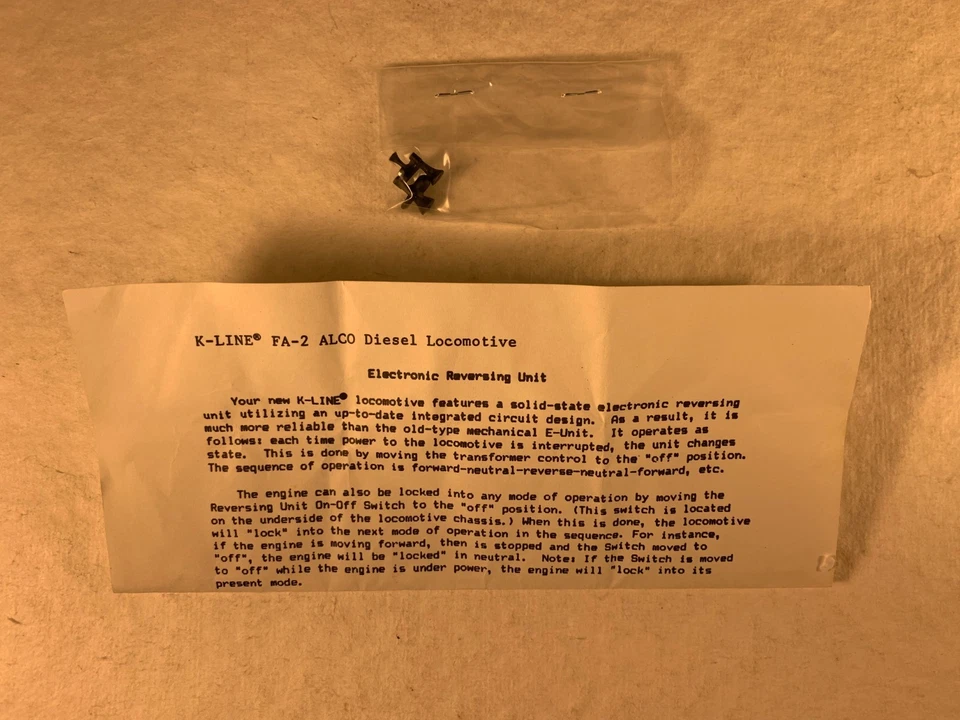 K-LINE® FA-2 ALCO Diesel Locomotive
Electronic Reversing Unit
Your new K-LINE® locomotive features a solid-state electronic reversing
unit utilizing an up-to-date integrated circuit design. As a result, it is
much more reliable than the old-type mechanical E-Unit. It operates as
follows: each time power to the locomotive is interrupted, the unit changes
state. This is done by moving the transformer control to the "off" position.
The sequence of operation is forward-neutral-reverse-neutral-forward, etc.
The engine can also be locked into any mode of operation by moving the
Reversing Unit On-Off Switch to the "off" position. (This switch is located
on the underside of the locomotive chassis.) When this is done, the locomotive
will "lock" into the next mode of operation in the sequence. For instance,
if the engine is moving forward, then is stopped and the Switch moved to
"off", the engine will be "locked" in neutral. Note: If the Switch is moved
to "off" while the engine is under power, the engine will "lock" into its
present mode.